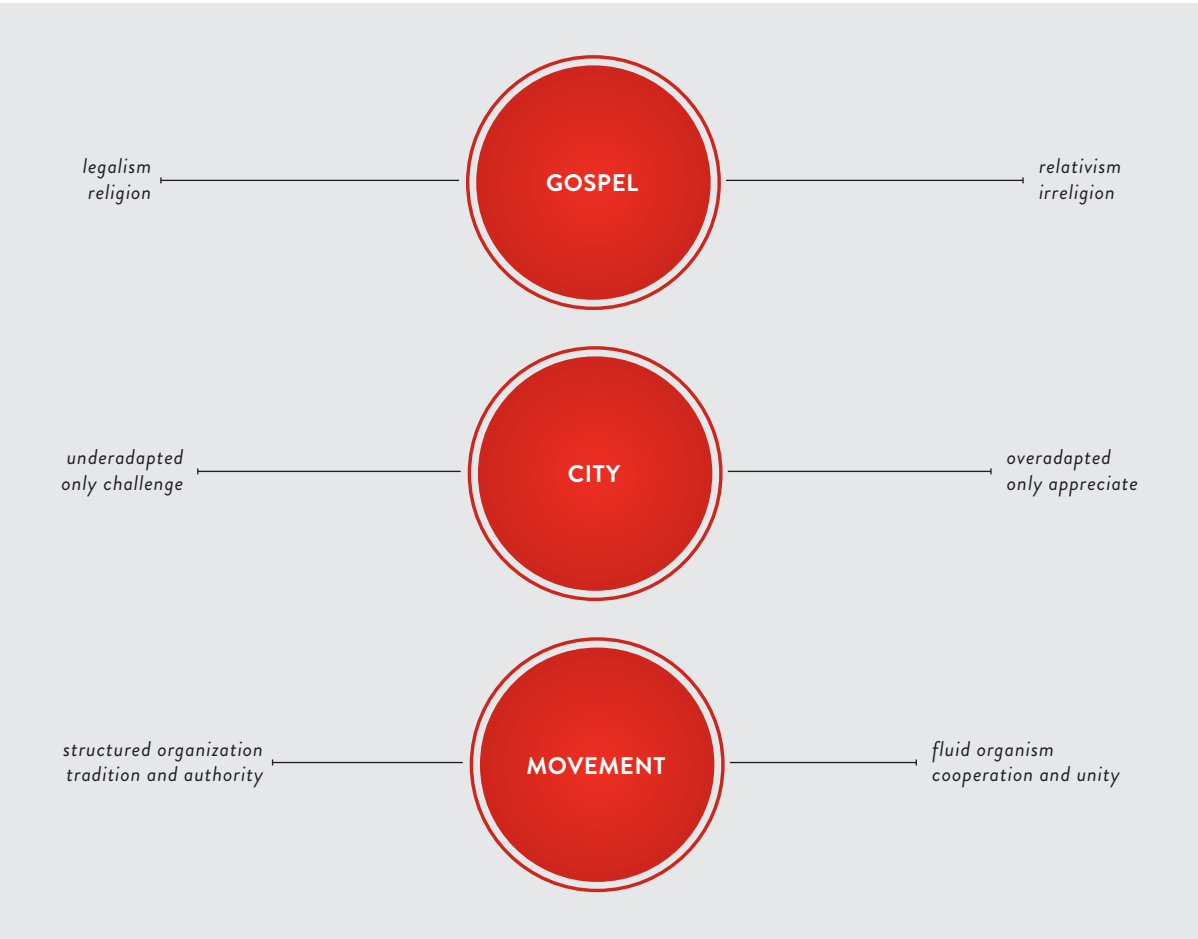 legalism
religion
GOSPEL
relativism
irreligion
underadapted
only challenge
CITY
overadapted
only appreciate
structured organization
tradition and authority
MOVEMENT
fluid organism
cooperation and unity